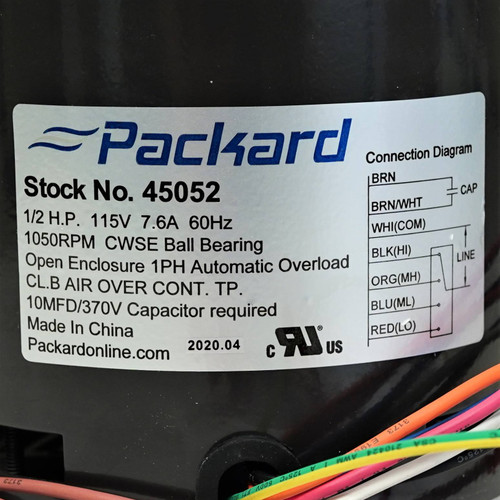 Packard
Stock No. 45052
1/2 H.P. 115V 7.6A 60Hz
1050RPM CWSE Ball Bearing
Open Enclosure 1PH Automatic Overload
CL.B AIR OVER CONT. TP.
10MFD/370V Capacitor required
Made In China
Packardonline.com
2020.04
c RU US
Connection Diagram
BRN
CAP
BRN/WHT
WHI(COM)
BLK(HI)
LINE
ORG(MH)
BLU(ML)
RED(LO)
3173